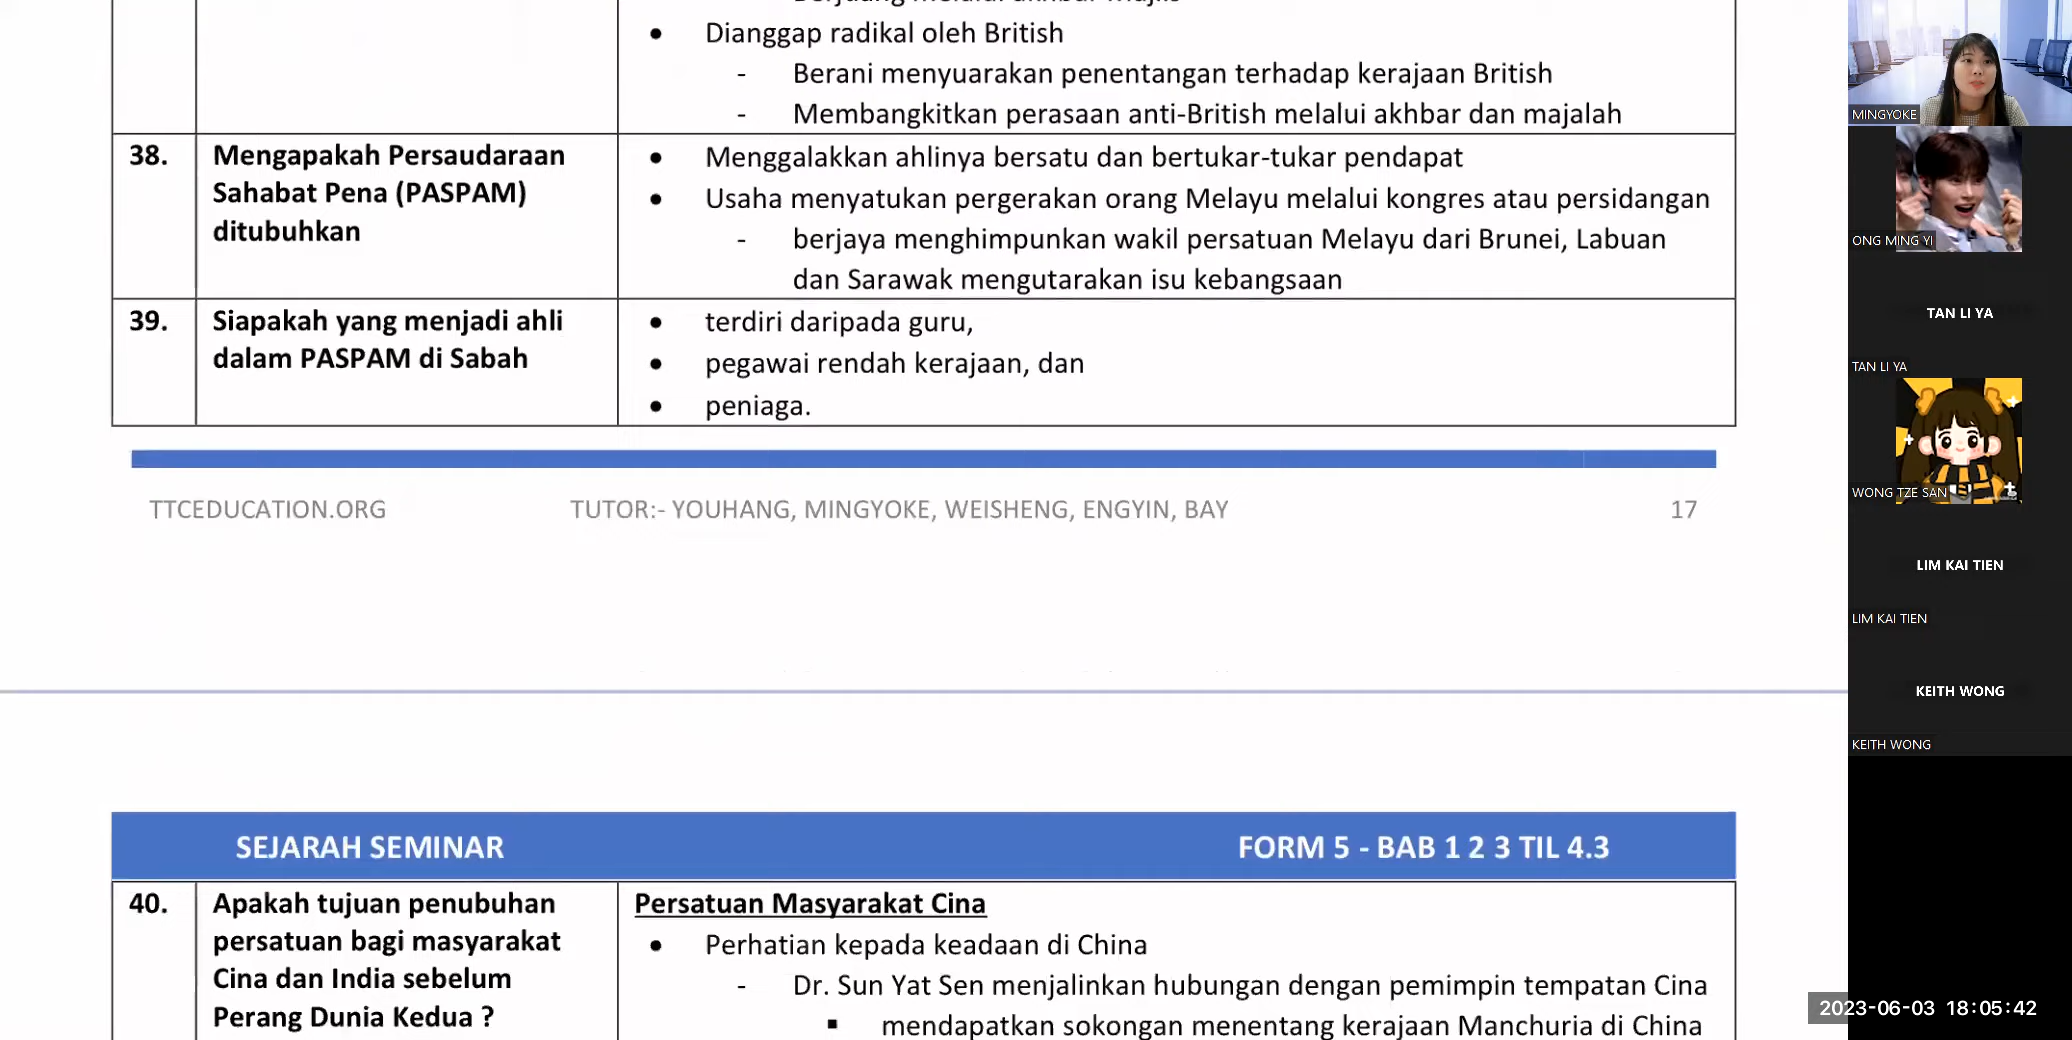 Dianggap radikal oleh British
- Berani menyuarakan penentangan terhadap kerajaan British
- Membangkitkan perasaan anti-British melalui akhbar dan majalah
38.
Mengapakah Persaudaraan
Sahabat Pena (PASPAM)
ditubuhkan
• Menggalakkan ahlinya bersatu dan bertukar-tukar pendapat
• Usaha menyatukan pergerakan orang Melayu melalui kongres atau persidangan
- berjaya menghimpunkan wakil persatuan Melayu dari Brunei, Labuan
dan Sarawak mengutarakan isu kebangsaan
39.
Siapakah yang menjadi ahli
dalam PASPAM di Sabah
• terdiri daripada guru,
• pegawai rendah kerajaan, dan
• peniaga.
TTCEDUCATION.ORG TUTOR:- YOUHANG, MINGYOKE, WEISHENG, ENGYIN, BAY 17
SEJARAH SEMINAR FORM 5 - BAB 1 2 3 TIL 4.3
40.
Apakah tujuan penubuhan
persatuan bagi masyarakat
Cina dan India sebelum
Perang Dunia Kedua ?
Persatuan Masyarakat Cina
• Perhatian kepada keadaan di China
- Dr. Sun Yat Sen menjalinkan hubungan dengan pemimpin tempatan Cina
▪ mendapatkan sokongan menentang kerajaan Manchuria di China
MINGYOKE
ONG MING YI
TAN LI YA
TAN LI YA
WONG TZE SAN
LIM KAI TIEN
LIM KAI TIEN
KEITH WONG
KEITH WONG
2023-06-03 18:05:42